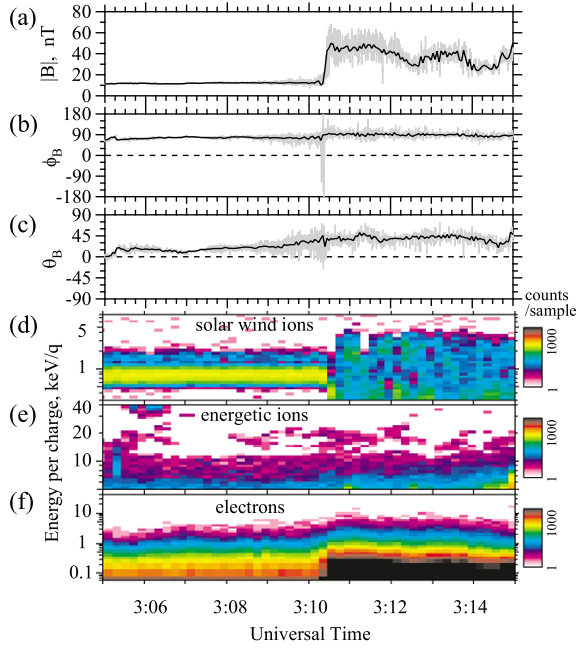 (a)
|B|, nT
80
60
40
20
0
(b)
ϕB
180
90
0
-90
-180
(c)
θB
90
45
0
-45
-90
counts
/sample
(d)
solar wind ions
5
1
1000
1
Energy per charge, keV/q
(e)
energetic ions
40
20
10
1000
1
(f)
electrons
10
1
0.1
1000
1
3:06 3:08 3:10 3:12 3:14
Universal Time